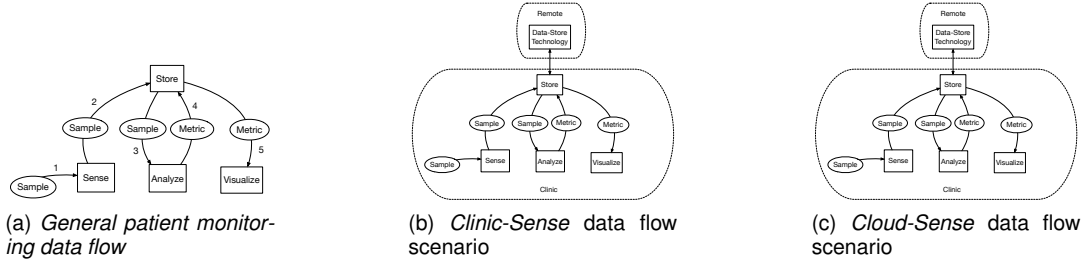 Store
2
4
Sample
Sample
Metric
Metric
3
5
1
Sample
Sense
Analyze
Visualize
(a) General patient monitor-
ing data flow
Remote
Data-Store
Technology
Store
Sample
Sample
Metric
Metric
Sample
Sense
Analyze
Visualize
Clinic
(b) Clinic-Sense data flow
scenario
Remote
Data-Store
Technology
Store
Sample
Sample
Metric
Metric
Sample
Sense
Analyze
Visualize
Clinic
(c) Cloud-Sense data flow
scenario